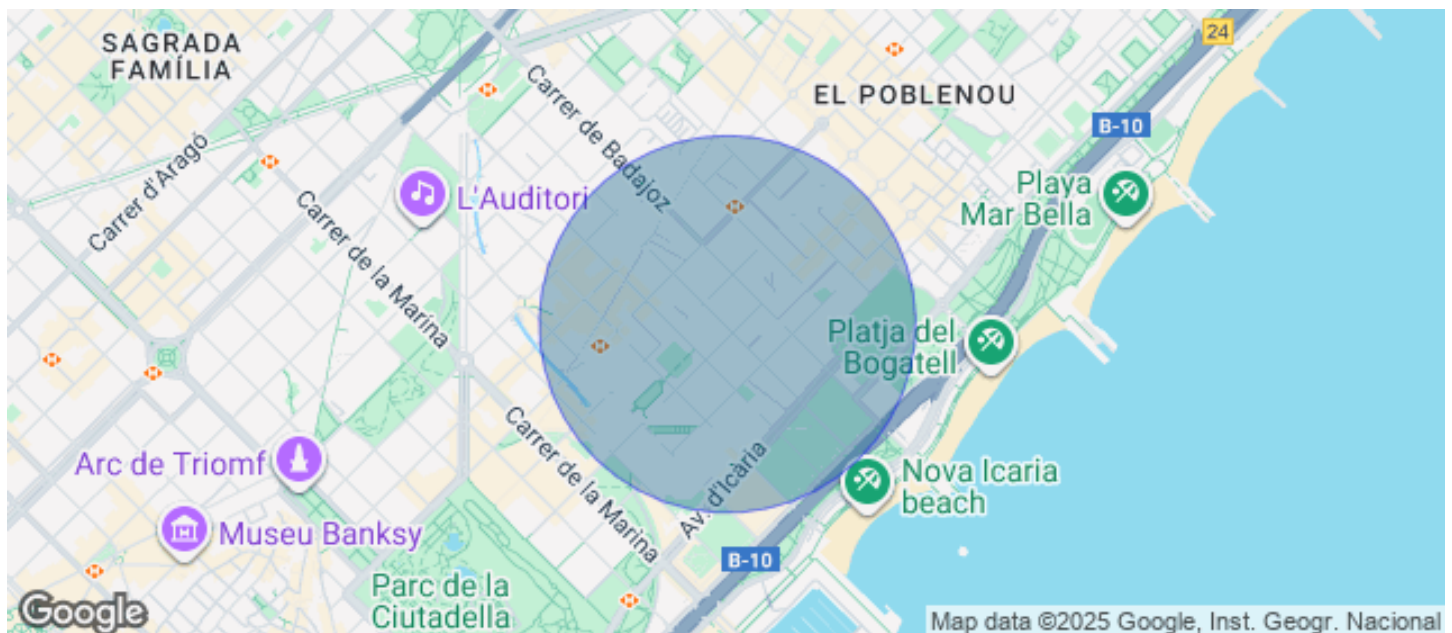 SAGRADA
FAMÍLIA
24
Carrer de Badajoz
EL POBLENOU
B-10
Carrer d'Aragó
L'Auditori
Playa
Mar Bella
Carrer de la Marina
Platja del
Bogatell
Carrer de la Marina
Arc de Triomf
Av. d'Icària
Nova Icaria
beach
Museu Banksy
B-10
Parc de la
Ciutadella
Google
Map data ©2025 Google, Inst. Geogr. Nacional